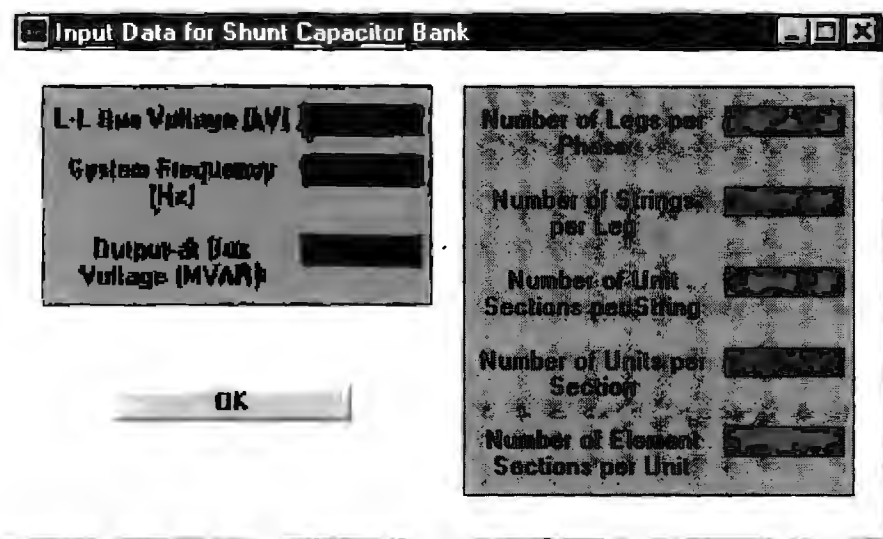 Input Data for Shunt Capacitor Bank
L-L Bus Voltage [kV]
System Frequency
[Hz]
Output at Bus
Voltage (MVAR)
OK
Number of Legs per
Phase
Number of Strings
per Leg
Number of Unit
Sections per String
Number of Units per
Section
Number of Element
Sections per Unit